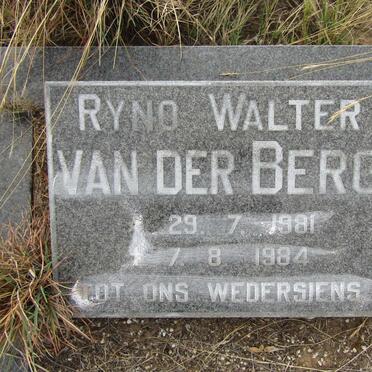 RYNO WALTER
VAN DER BERG
29 7 1981
7 8 1984
TOT ONS WEDERSIENS